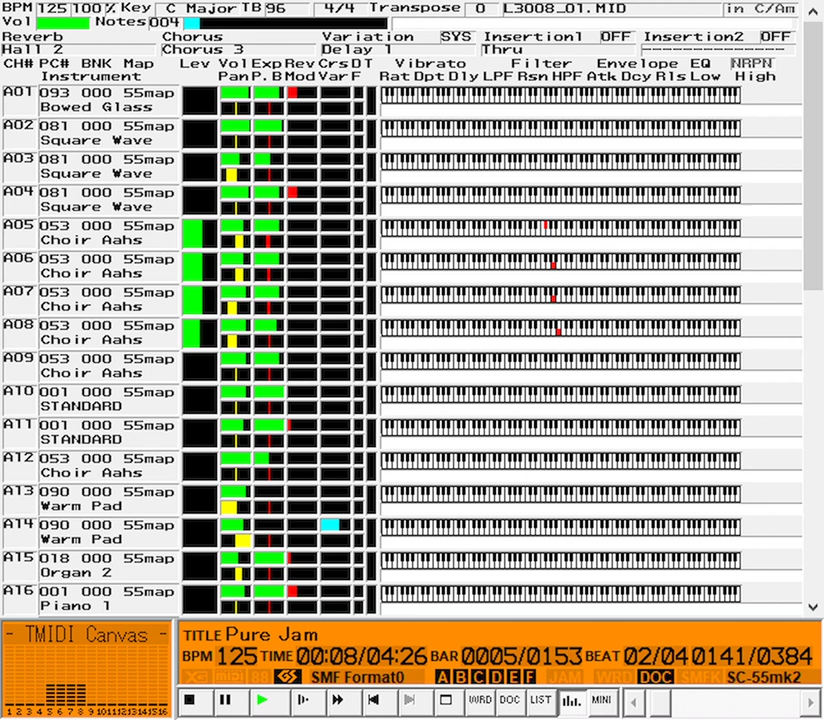 BPM 125 100 % Key C Major TB 96 4/4 Transpose 0 L3008_01.MID in C/Am
Vol Notes 004
Reverb Chorus Variation SYS Insertion1 OFF Insertion2 OFF
Hall 2 Chorus 3 Delay 1 Thru ---------------
CH# PC# BNK Map Lev Vol Exp Rev Crs DT Vibrato Filter Envelope EQ NRPN
Instrument Pan P.B Mod Var F Rat Dpt Dly LPF Rsn HPF Atk Dcy Rls Low High
A01 093 000 55map
Bowed Glass
A02 081 000 55map
Square Wave
A03 081 000 55map
Square Wave
A04 081 000 55map
Square Wave
A05 053 000 55map
Choir Aahs
A06 053 000 55map
Choir Aahs
A07 053 000 55map
Choir Aahs
A08 053 000 55map
Choir Aahs
A09 053 000 55map
Choir Aahs
A10 001 000 55map
STANDARD
A11 001 000 55map
STANDARD
A12 053 000 55map
Choir Aahs
A13 090 000 55map
Warm Pad
A14 090 000 55map
Warm Pad
A15 018 000 55map
Organ 2
A16 001 000 55map
Piano 1
- TMIDI Canvas -
1 2 3 4 5 6 7 8 9 10 11 12 13 14 15 16
TITLE Pure Jam
BPM 125 TIME 00:08/04:26 BAR 0005/0153 BEAT 02/04 0141/0384
XG midi 88 GS SMF Format0 A B C D E F JAM WRD DOC SMFK SC-55mk2
WRD DOC LIST MINI